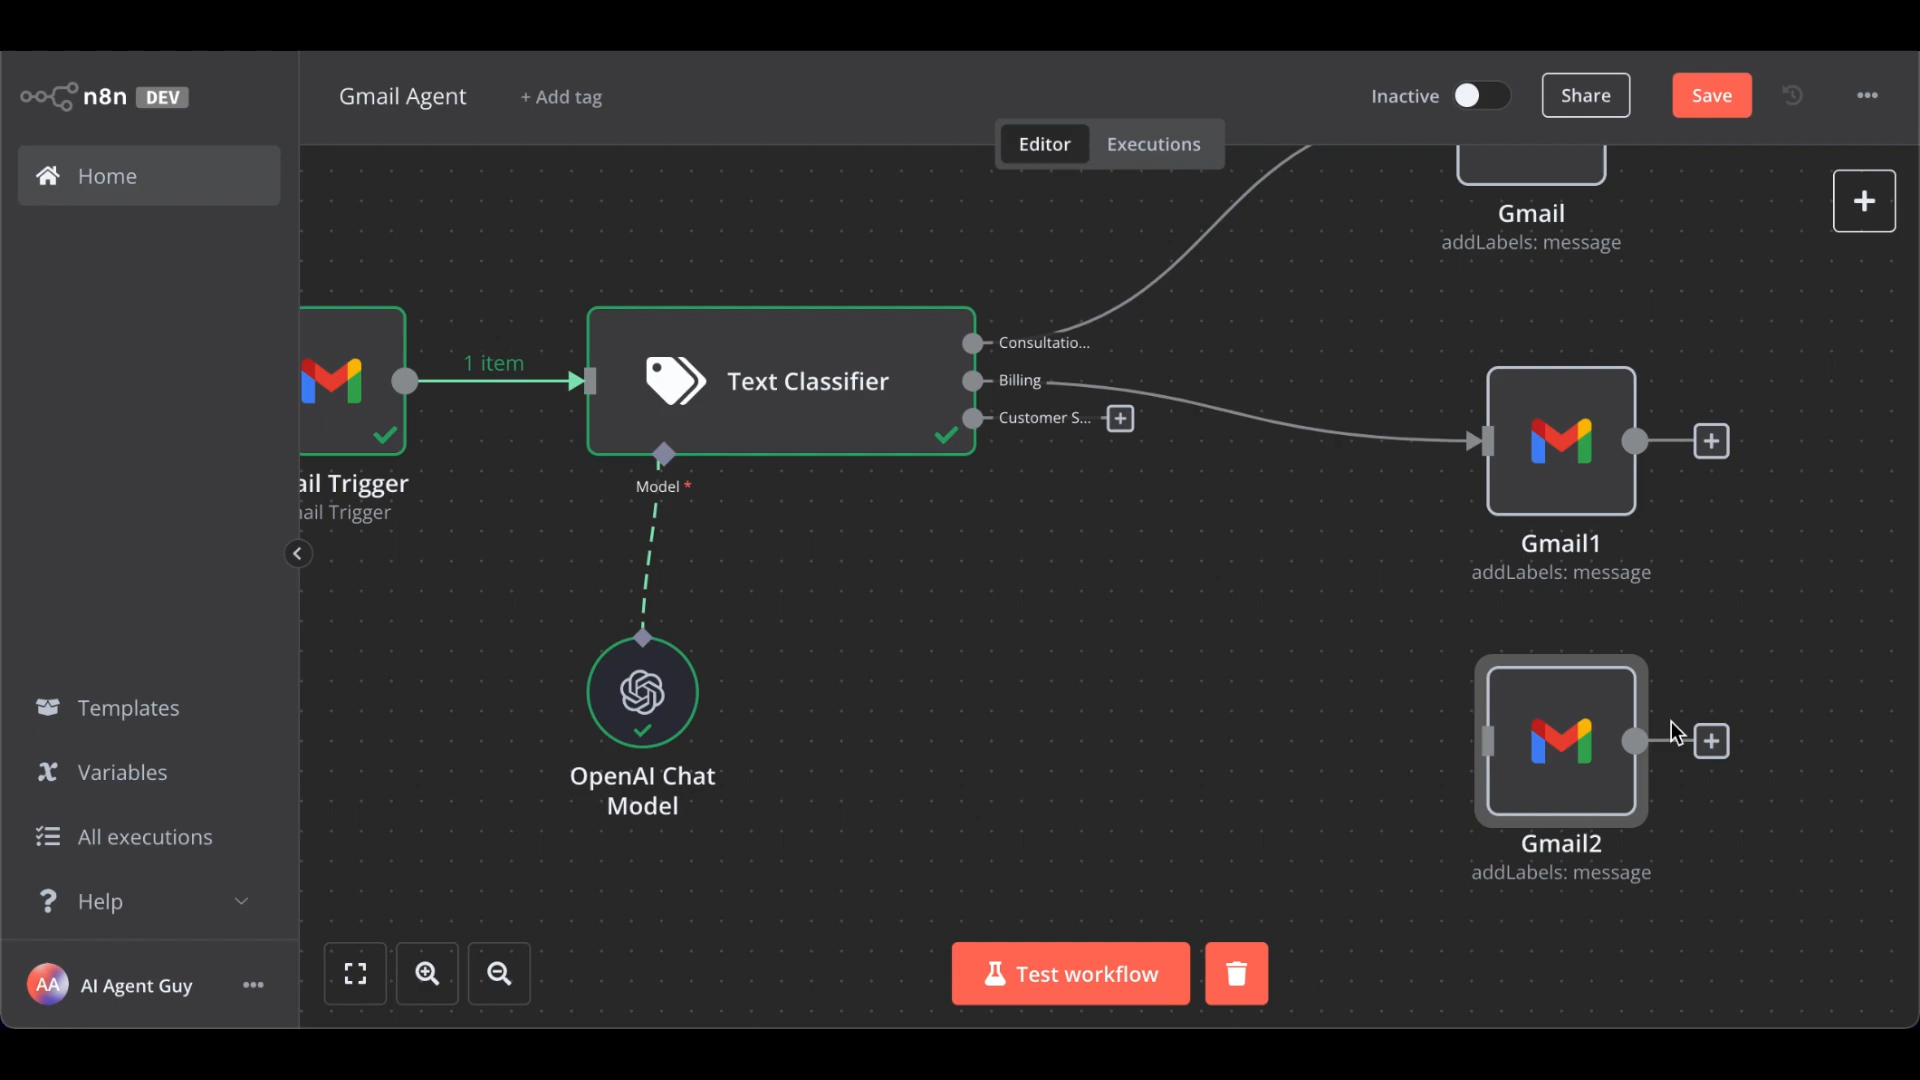 n8n DEV
Gmail Agent
+ Add tag
Inactive
Share
Save
Editor
Executions
Home
Gmail
addLabels: message
1 item
Text Classifier
Consultatio...
Billing
Customer S...
Model *
ail Trigger
nail Trigger
Gmail1
addLabels: message
OpenAI Chat
Model
Gmail2
addLabels: message
Templates
Variables
All executions
Help
AA
AI Agent Guy
Test workflow